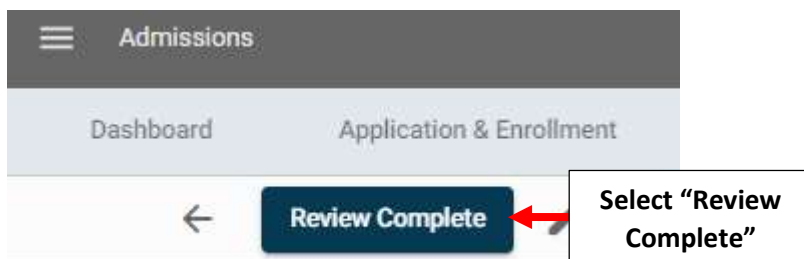 Admissions
Dashboard Application & Enrollment
Review Complete
Select “Review
Complete”